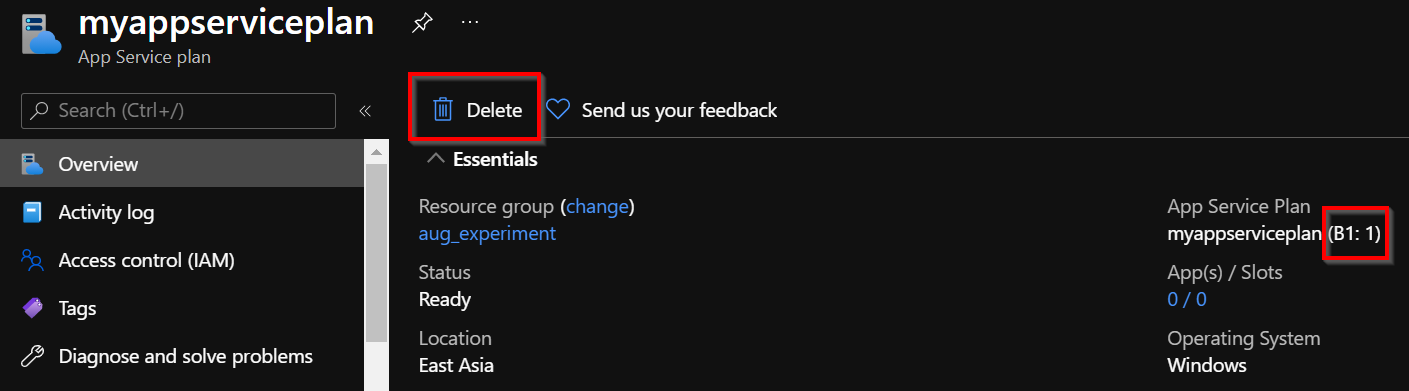 myappserviceplan
...
App Service plan
Search (Ctrl+/)
«
Delete
Send us your feedback
Overview
Activity log
Access control (IAM)
Tags
Diagnose and solve problems
Essentials
Resource group (change)
aug_experiment
Status
Ready
Location
East Asia
App Service Plan
myappserviceplan (B1: 1)
App(s) / Slots
0 / 0
Operating System
Windows